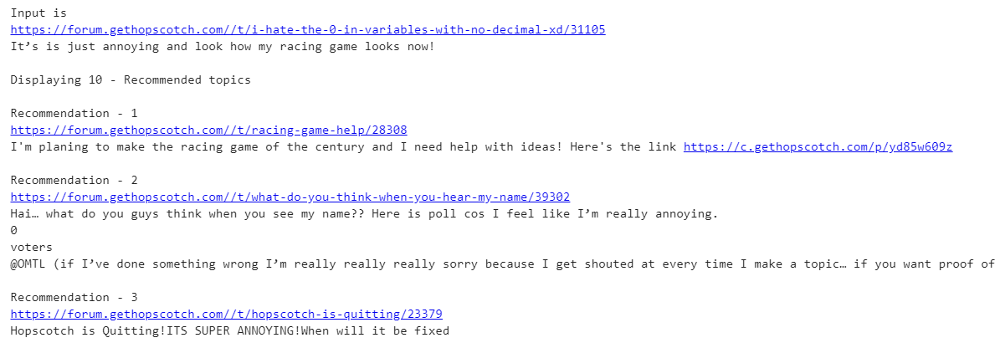 Input is
https://forum.gethopscotch.com//t/i-hate-the-0-in-variables-with-no-decimal-xd/31105
It’s is just annoying and look how my racing game looks now!
Displaying 10 - Recommended topics
Recommendation - 1
https://forum.gethopscotch.com//t/racing-game-help/28308
I'm planing to make the racing game of the century and I need help with ideas! Here's the link https://c.gethopscotch.com/p/yd85w609z
Recommendation - 2
https://forum.gethopscotch.com//t/what-do-you-think-when-you-hear-my-name/39302
Hai… what do you guys think when you see my name?? Here is poll cos I feel like I’m really annoying.
0
voters
@OMTL (if I’ve done something wrong I’m really really really sorry because I get shouted at every time I make a topic… if you want proof of
Recommendation - 3
https://forum.gethopscotch.com//t/hopscotch-is-quitting/23379
Hopscotch is Quitting!ITS SUPER ANNOYING!When will it be fixed